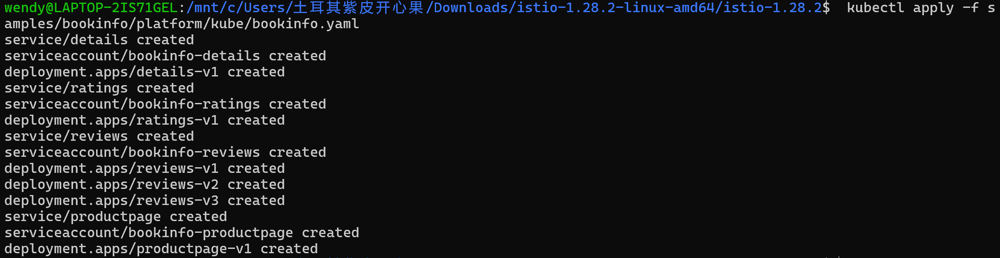 wendy@LAPTOP-2IS71GEL:/mnt/c/Users/土耳其紫皮开心果/Downloads/istio-1.28.2-linux-amd64/istio-1.28.2$  kubectl apply -f s
amples/bookinfo/platform/kube/bookinfo.yaml
service/details created
serviceaccount/bookinfo-details created
deployment.apps/details-v1 created
service/ratings created
serviceaccount/bookinfo-ratings created
deployment.apps/ratings-v1 created
service/reviews created
serviceaccount/bookinfo-reviews created
deployment.apps/reviews-v1 created
deployment.apps/reviews-v2 created
deployment.apps/reviews-v3 created
service/productpage created
serviceaccount/bookinfo-productpage created
deployment.apps/productpage-v1 created